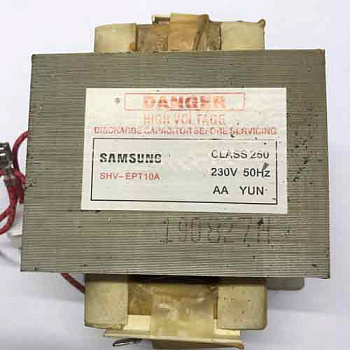 DANGER
HIGH VOLTAGE
DISCHARGE CAPACITOR BEFORE SERVICING
SAMSUNG
CLASS 250
SHV-EPT10A
230V 50Hz
AA YUN